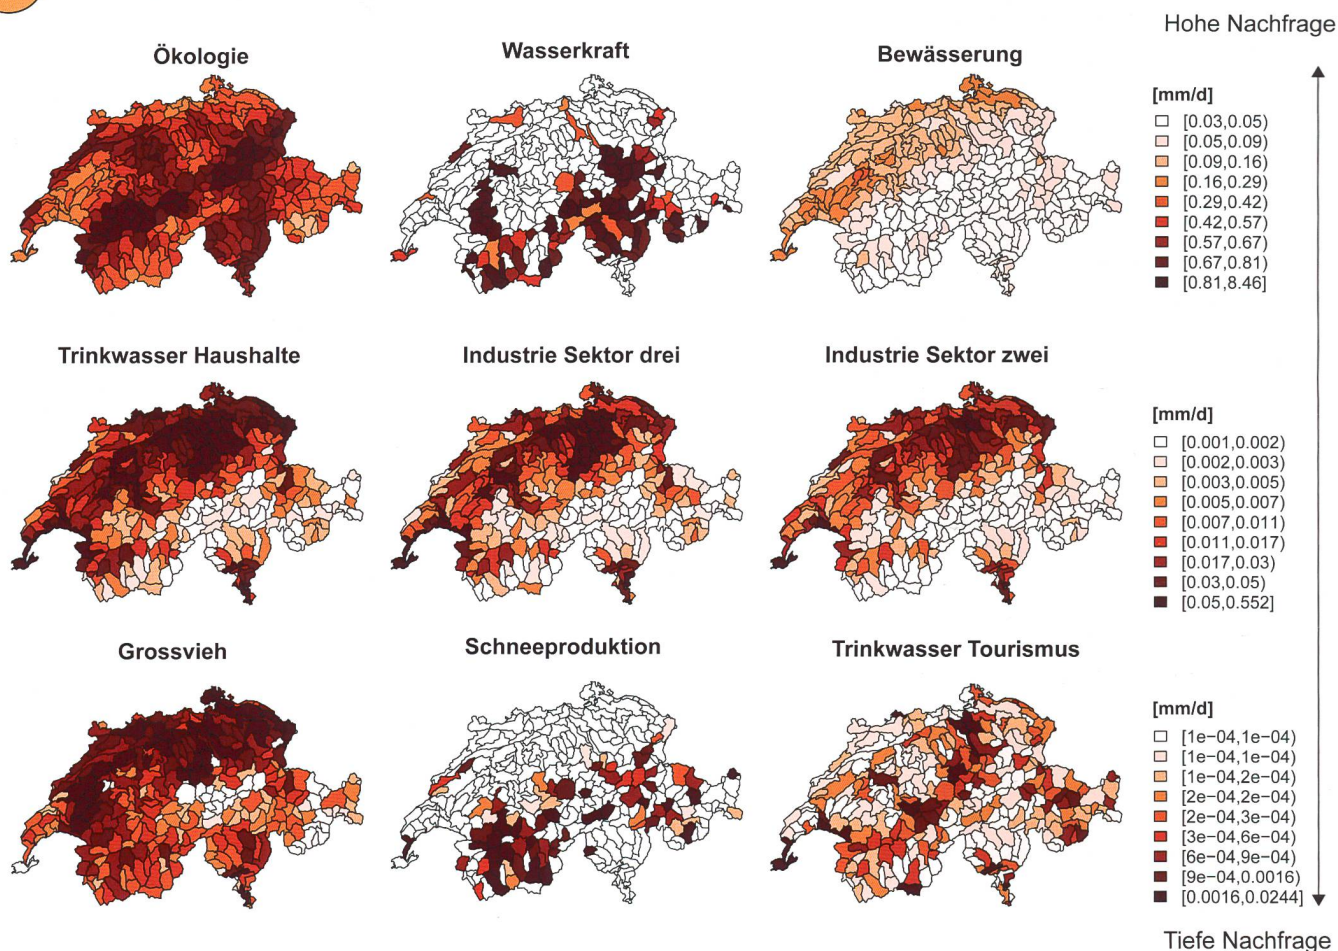 Hohe Nachfrage
Ökologie
Wasserkraft
Bewässerung
[mm/d]
[0.03,0.05)
[0.05,0.09)
[0.09,0.16)
[0.16,0.29)
[0.29,0.42)
[0.42,0.57)
[0.57,0.67)
[0.67,0.81)
[0.81,8.46]
Trinkwasser Haushalte
Industrie Sektor drei
Industrie Sektor zwei
[mm/d]
[0.001,0.002)
[0.002,0.003)
[0.003,0.005)
[0.005,0.007)
[0.007,0.011)
[0.011,0.017)
[0.017,0.03)
[0.03,0.05)
[0.05,0.552]
Grossvieh
Schneeproduktion
Trinkwasser Tourismus
[mm/d]
[1e−04,1e−04)
[1e−04,1e−04)
[1e−04,2e−04)
[2e−04,2e−04)
[2e−04,3e−04)
[3e−04,6e−04)
[6e−04,9e−04)
[9e−04,0.0016)
[0.0016,0.0244]
Tiefe Nachfrage